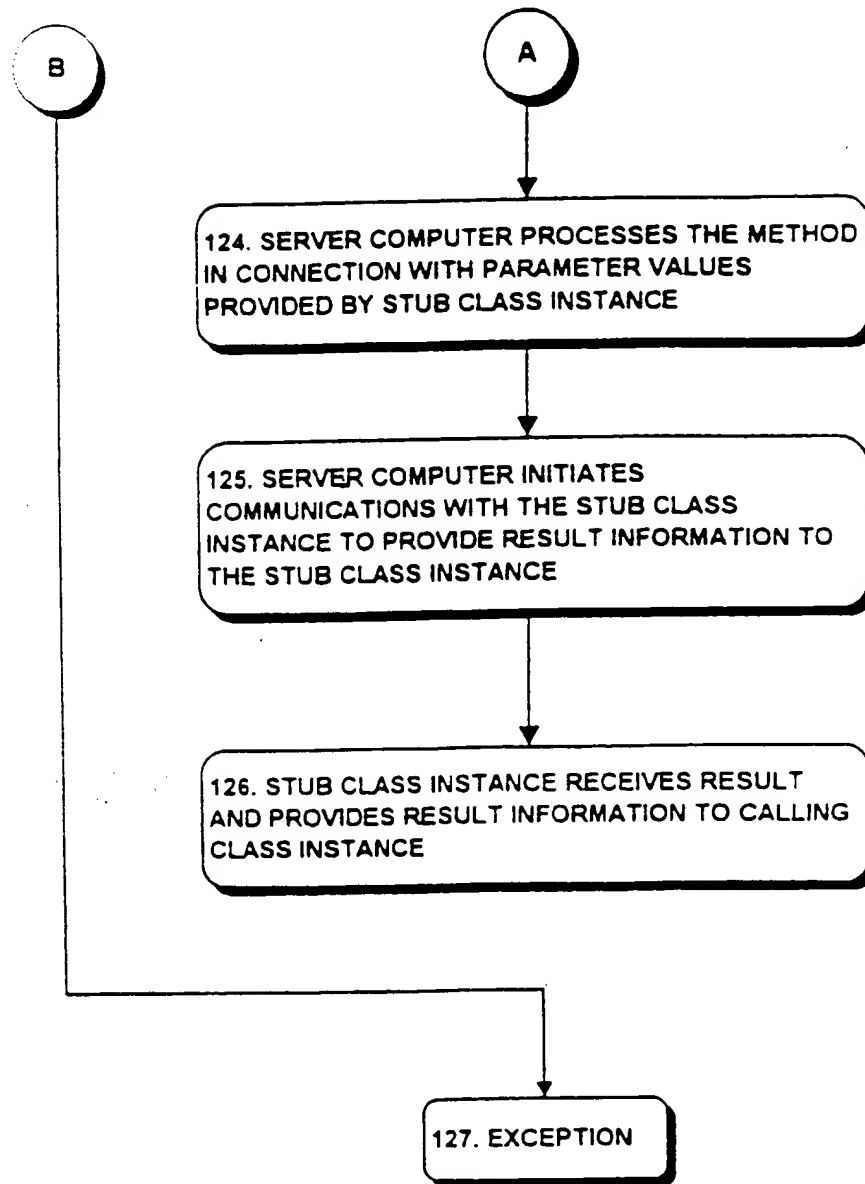 B
A
124. SERVER COMPUTER PROCESSES THE METHOD
IN CONNECTION WITH PARAMETER VALUES
PROVIDED BY STUB CLASS INSTANCE
125. SERVER COMPUTER INITIATES
COMMUNICATIONS WITH THE STUB CLASS
INSTANCE TO PROVIDE RESULT INFORMATION TO
THE STUB CLASS INSTANCE
126. STUB CLASS INSTANCE RECEIVES RESULT
AND PROVIDES RESULT INFORMATION TO CALLING
CLASS INSTANCE
127. EXCEPTION